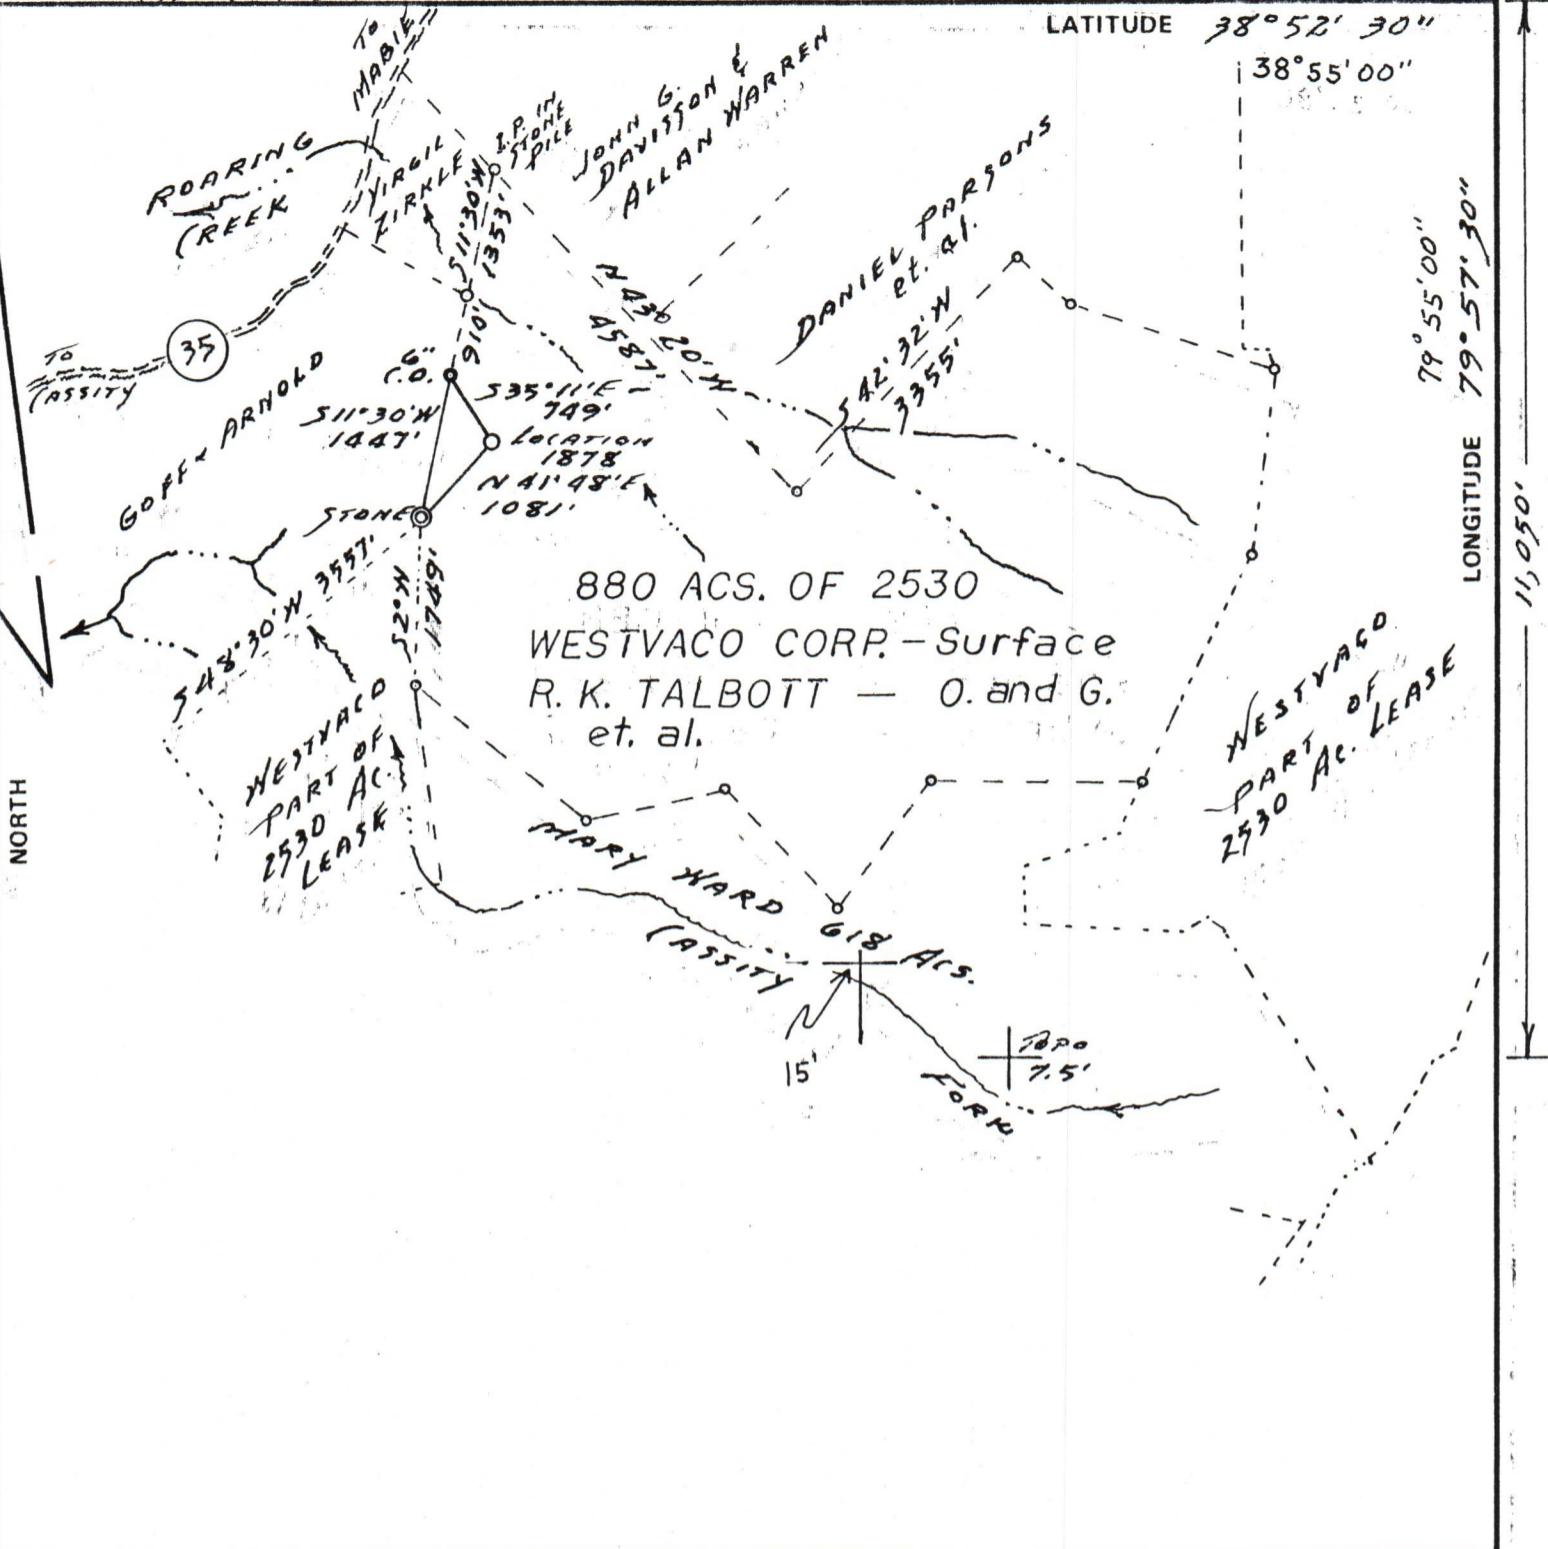 LATITUDE 38°52' 30"
38°55'00"
TO
MABIE
ROARING
CREEK
VIRGIL
ZIRKLE
I.P. IN
STONE
PILE
JOHN G.
DAVISSON &
ALLAN WARREN
S11°30'W
1353'
DANIEL PARSONS
et. al.
N 43° 20' W
4587'
S 42° 32' W
3355'
79° 55' 00"
79° 57' 30"
LONGITUDE
11,050'
35
TO
CASSITY
910'
6"
C.O.
GOFF & ARNOLD
S11°30'W
1447'
S35°11'E
749'
LOCATION
1878
N 41°48'E
1081'
STONE
S 48°30'W 3557'
S2°W
1749'
880 ACS. OF 2530
WESTVACO CORP. – Surface
R. K. TALBOTT — O. and G.
et. al.
WESTVACO
PART OF
2530 AC.
LEASE
WESTVACO
PART OF
2530 AC. LEASE
NORTH
MARY WARD
618 ACS.
CASSITY
FORK
15'
TOPO
7.5'